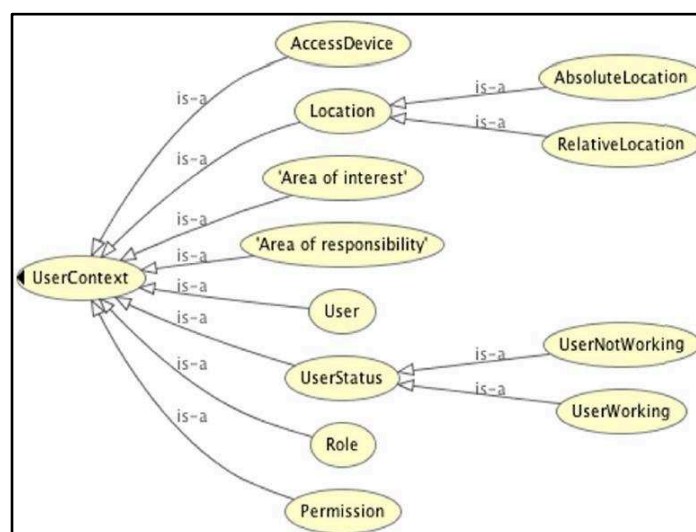 AccessDevice
is-a
AbsoluteLocation
is-a
Location
is-a
is-a
RelativeLocation
'Area of interest'
is-a
'Area of responsibility'
is-a
UserContext
is-a
User
is-a
UserNotWorking
is-a
UserStatus
is-a
UserWorking
is-a
Role
is-a
Permission